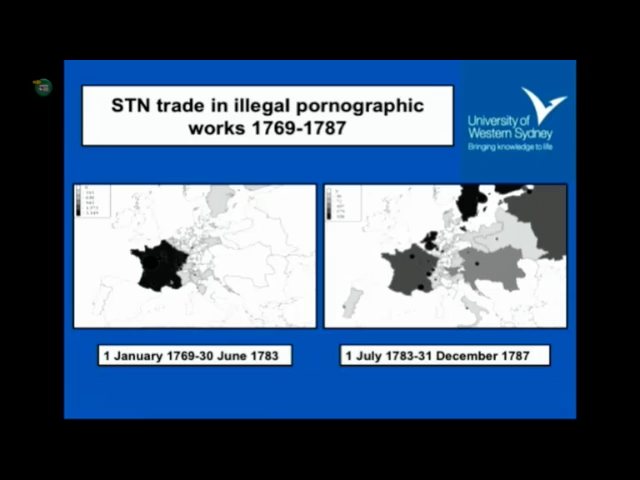 STN trade in illegal pornographic
works 1769-1787
University of
Western Sydney
Bringing knowledge to life
1 January 1769-30 June 1783
1 July 1783-31 December 1787